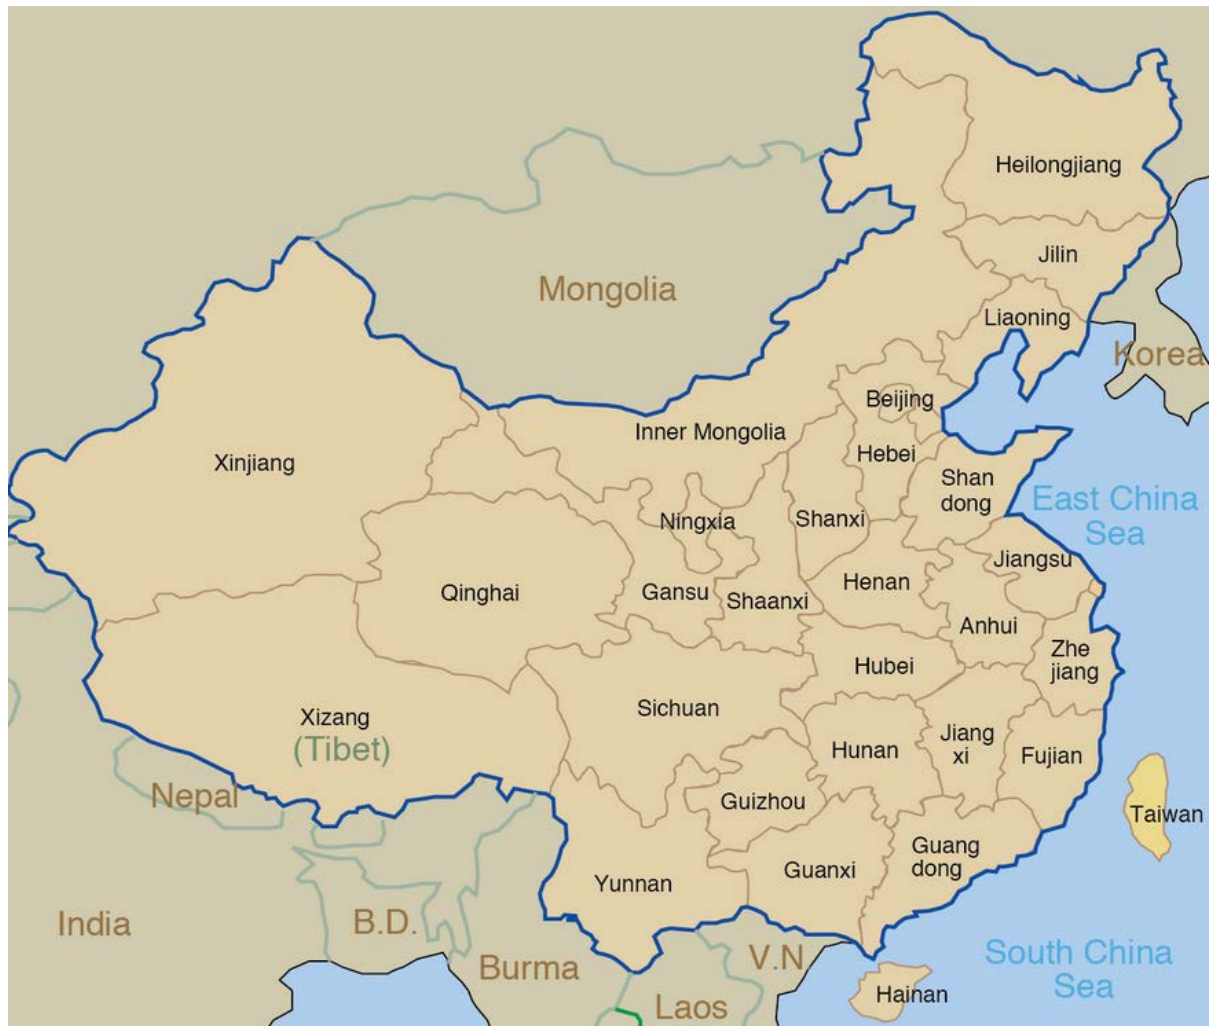 Heilongjiang
Jilin
Mongolia
Liaoning
Korea
Beijing
Inner Mongolia
Hebei
Xinjiang
Shan
dong
East China
Sea
Ningxia
Shanxi
Jiangsu
Qinghai
Gansu
Shaanxi
Henan
Anhui
Zhe
jiang
Hubei
Sichuan
Xizang
(Tibet)
Hunan
Jiang
xi
Fujian
Nepal
Guizhou
Taiwan
Yunnan
Guanxi
Guang
dong
India
B.D.
Burma
V.N.
South China
Sea
Hainan
Laos